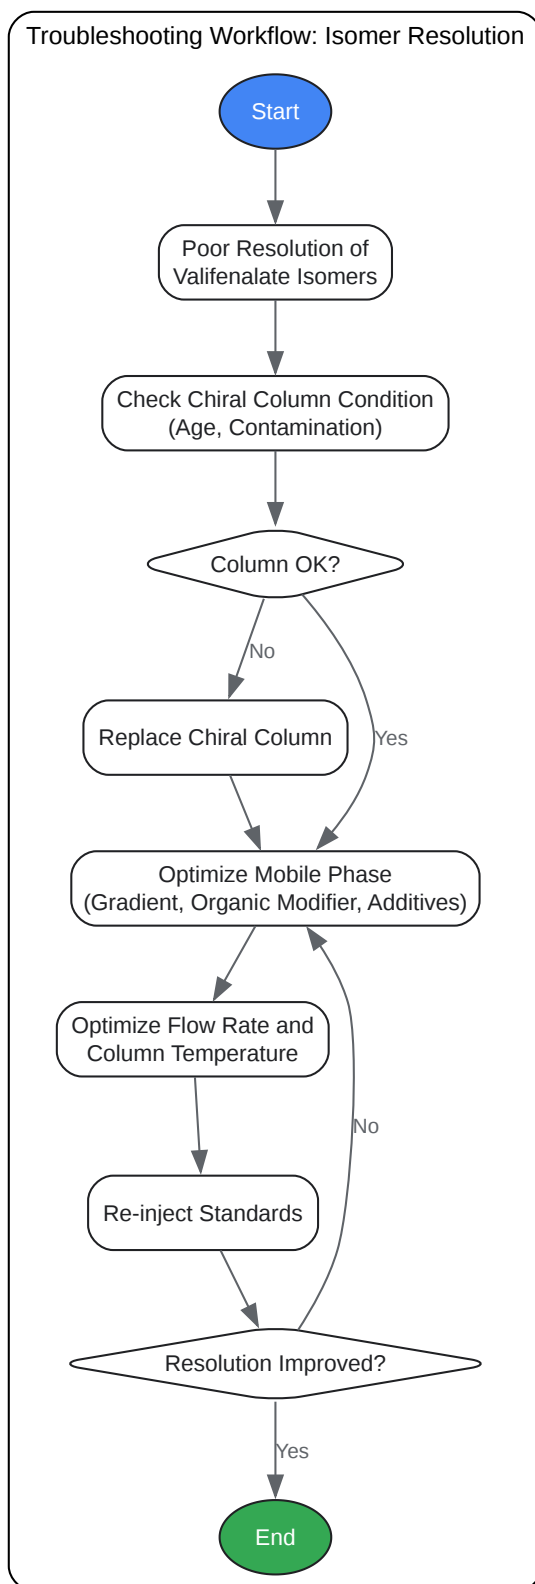 Troubleshooting Workflow: Isomer Resolution
Start
Poor Resolution of
Valifenalate Isomers
Check Chiral Column Condition
(Age, Contamination)
Column OK?
No
Replace Chiral Column
Yes
Optimize Mobile Phase
(Gradient, Organic Modifier, Additives)
Optimize Flow Rate and
Column Temperature
No
Re-inject Standards
Resolution Improved?
Yes
End